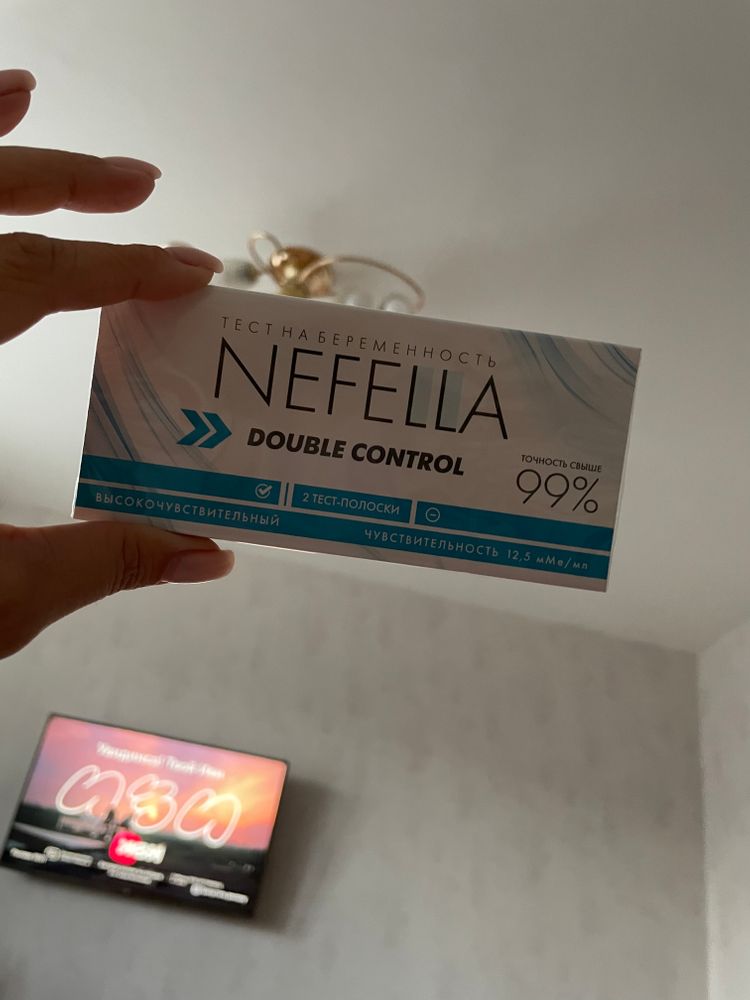 ТЕСТ НА БЕРЕМЕННОСТЬ
NEFELLA
DOUBLE CONTROL
ТОЧНОСТЬ СВЫШЕ
99%
2 ТЕСТ-ПОЛОСКИ
ВЫСОКОЧУВСТВИТЕЛЬНЫЙ
ЧУВСТВИТЕЛЬНОСТЬ 12,5 мМе/мл